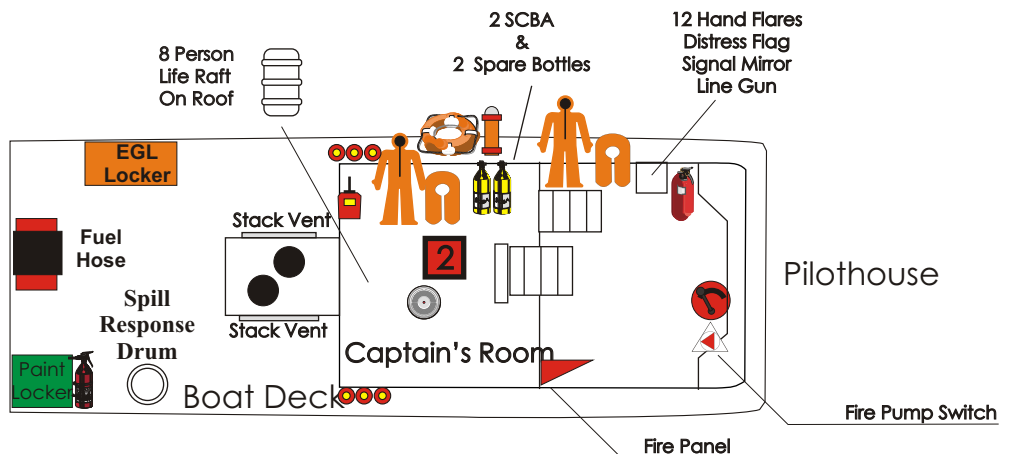 2 SCBA
&
2 Spare Bottles
12 Hand Flares
Distress Flag
Signal Mirror
Line Gun
8 Person
Life Raft
On Roof
EGL
Locker
Stack Vent
Fuel
Hose
2
Pilothouse
Spill
Response
Drum
Stack Vent
Captain's Room
Paint
Locker
Boat Deck
Fire Pump Switch
Fire Panel